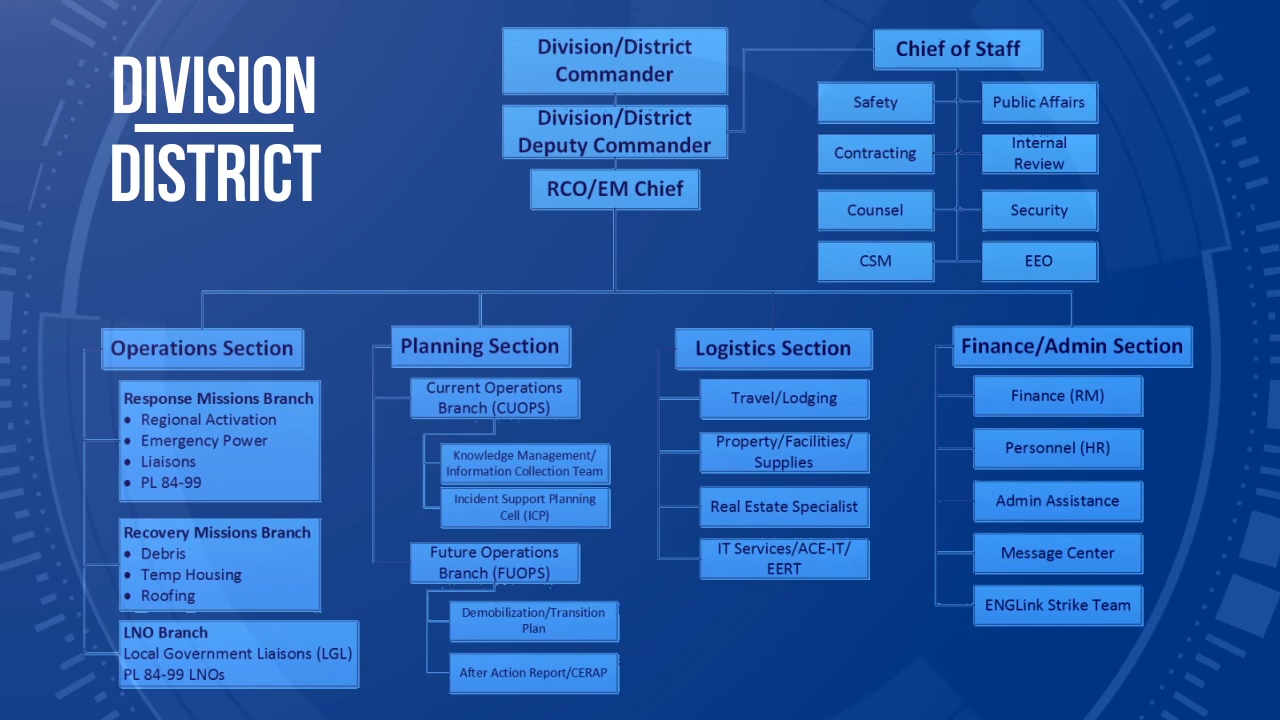 DIVISION
DISTRICT
Division/District
Commander
Division/District
Deputy Commander
RCO/EM Chief
Chief of Staff
Safety
Public Affairs
Contracting
Internal
Review
Counsel
Security
CSM
EEO
Operations Section
Response Missions Branch
• Regional Activation
• Emergency Power
• Liaisons
• PL 84-99
Recovery Missions Branch
• Debris
• Temp Housing
• Roofing
LNO Branch
Local Government Liaisons (LGL)
PL 84-99 LNOs
Planning Section
Current Operations
Branch (CUOPS)
Knowledge Management/
Information Collection Team
Incident Support Planning
Cell (ICP)
Future Operations
Branch (FUOPS)
Demobilization/Transition
Plan
After Action Report/CERAP
Logistics Section
Travel/Lodging
Property/Facilities/
Supplies
Real Estate Specialist
IT Services/ACE-IT/
EERT
Finance/Admin Section
Finance (RM)
Personnel (HR)
Admin Assistance
Message Center
ENGLink Strike Team